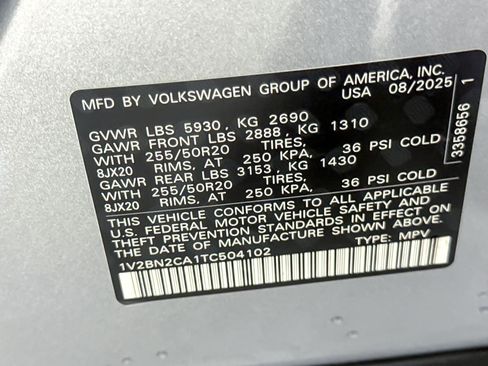 MFD BY VOLKSWAGEN GROUP OF AMERICA, INC.
USA 08/2025
GVWR LBS 5930, KG 2690
GAWR FRONT LBS 2888, KG 1310
WITH 255/50R20 TIRES,
8JX20 RIMS, AT 250 KPA, 36 PSI COLD
GAWR REAR LBS 3153, KG 1430
WITH 255/50R20 TIRES,
8JX20 RIMS, AT 250 KPA, 36 PSI COLD
THIS VEHICLE CONFORMS TO ALL APPLICABLE
U.S. FEDERAL MOTOR VEHICLE SAFETY AND
THEFT PREVENTION STANDARDS IN EFFECT ON
THE DATE OF MANUFACTURE SHOWN ABOVE.
1V2BN2CA1TC504102 TYPE: MPV
3358656 1